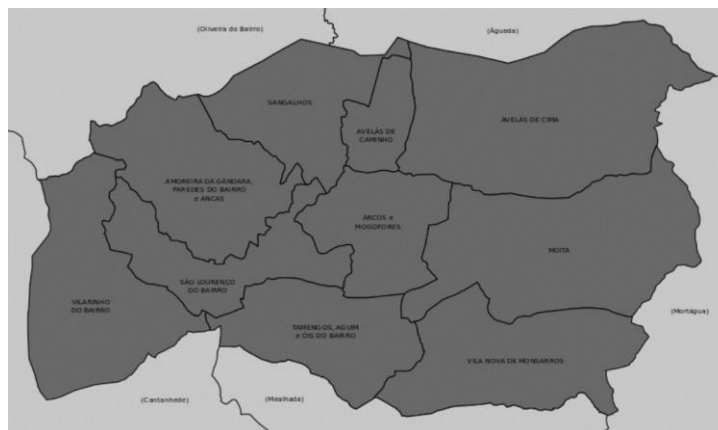 (Oliveira do Bairro)
(Águeda)
SANGALHOS
AVELÃS DE
CAMINHO
AVELÃS DE CIMA
AMOREIRA DA GÂNDARA,
PAREDES DO BAIRRO
e ANCAS
ARCOS e
MOGOFORES
MOITA
SÃO LOURENÇO
DO BAIRRO
VILARINHO
DO BAIRRO
(Mortágua)
TAMENGOS, AGUIM
e ÓIS DO BAIRRO
VILA NOVA DE MONSARROS
(Cantanhede)
(Mealhada)